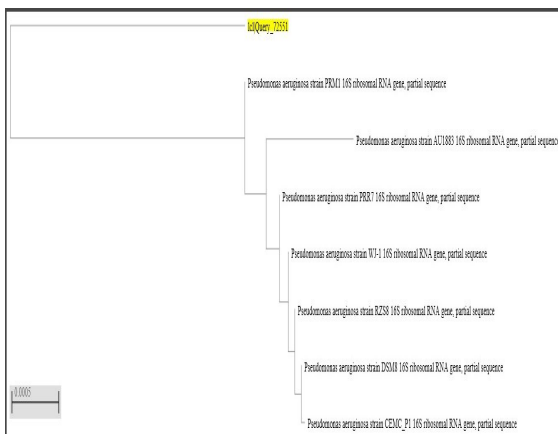 lcl|Query_72551
Pseudomonas aeruginosa strain PRM1 16S ribosomal RNA gene, partial sequence
Pseudomonas aeruginosa strain AU1883 16S ribosomal RNA gene, partial sequence
Pseudomonas aeruginosa strain PRR7 16S ribosomal RNA gene, partial sequence
Pseudomonas aeruginosa strain WJ-1 16S ribosomal RNA gene, partial sequence
Pseudomonas aeruginosa strain RZS8 16S ribosomal RNA gene, partial sequence
Pseudomonas aeruginosa strain DSM8 16S ribosomal RNA gene, partial sequence
0.0005
Pseudomonas aeruginosa strain CEMC_P1 16S ribosomal RNA gene, partial sequence